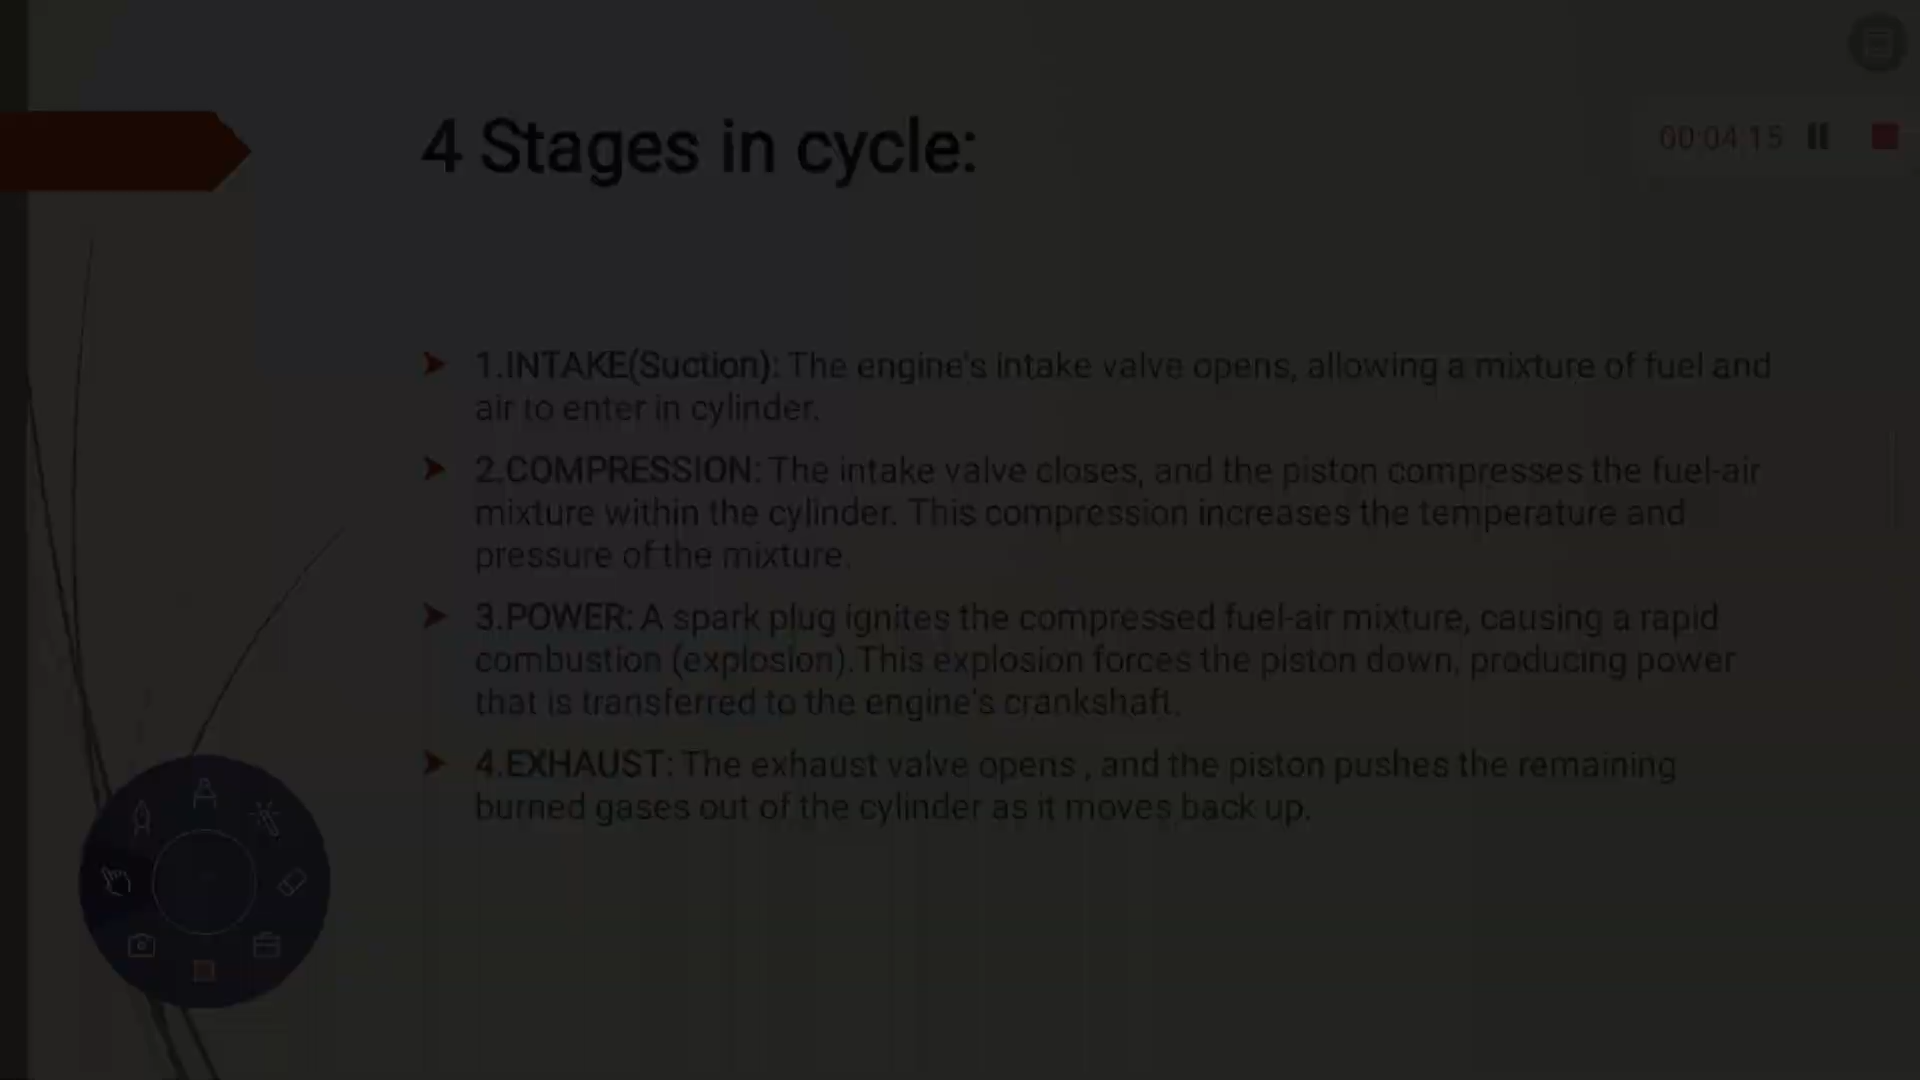 4 Stages in cycle:
00:04:15
1.INTAKE(Suction): The engine's intake valve opens, allowing a mixture of fuel and
air to enter in cylinder.
2.COMPRESSION: The intake valve closes, and the piston compresses the fuel-air
mixture within the cylinder. This compression increases the temperature and
pressure of the mixture.
3.POWER: A spark plug ignites the compressed fuel-air mixture, causing a rapid
combustion (explosion).This explosion forces the piston down, producing power
that is transferred to the engine's crankshaft.
4.EXHAUST: The exhaust valve opens , and the piston pushes the remaining
burned gases out of the cylinder as it moves back up.